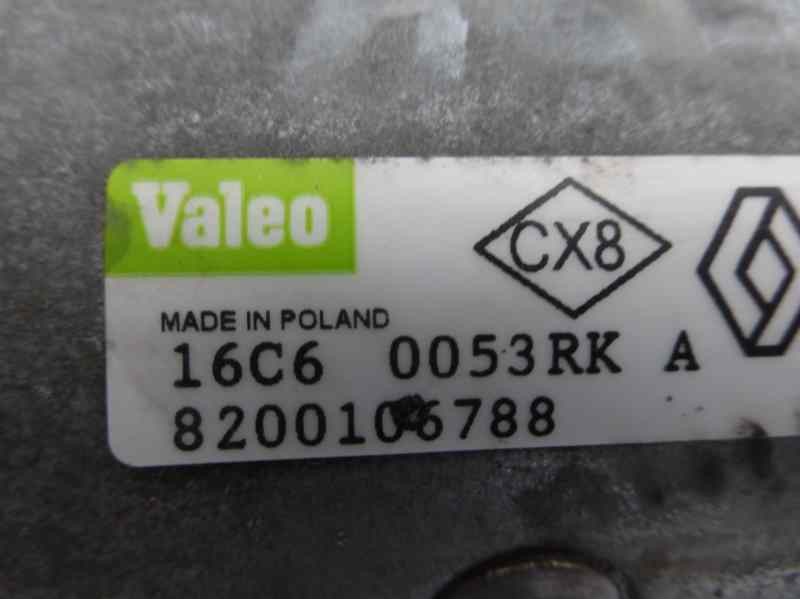 Valeo
CX8
MADE IN POLAND
16C6 0053RK A
8200106788